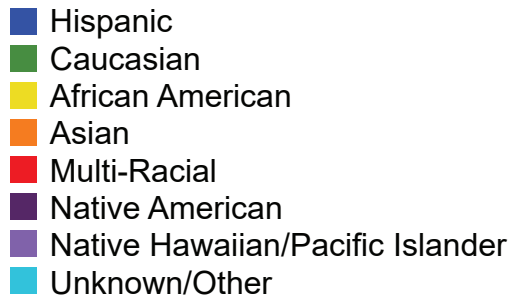 Hispanic
Caucasian
African American
Asian
Multi-Racial
Native American
Native Hawaiian/Pacific Islander
Unknown/Other